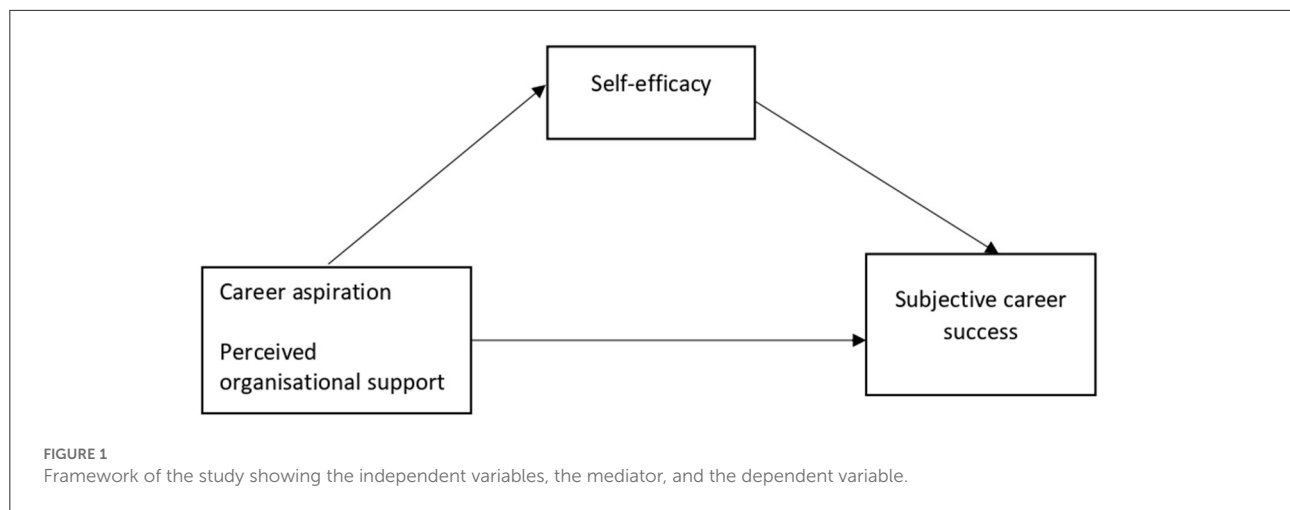 Self-efficacy
Career aspiration
Perceived
organisational support
Subjective career
success
FIGURE 1
Framework of the study showing the independent variables, the mediator, and the dependent variable.